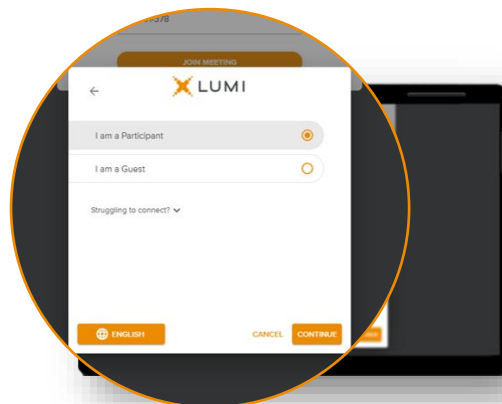 JOIN MEETING
LUMI
I am a Participant
I am a Guest
Struggling to connect?
ENGLISH
CANCEL
CONTINUE